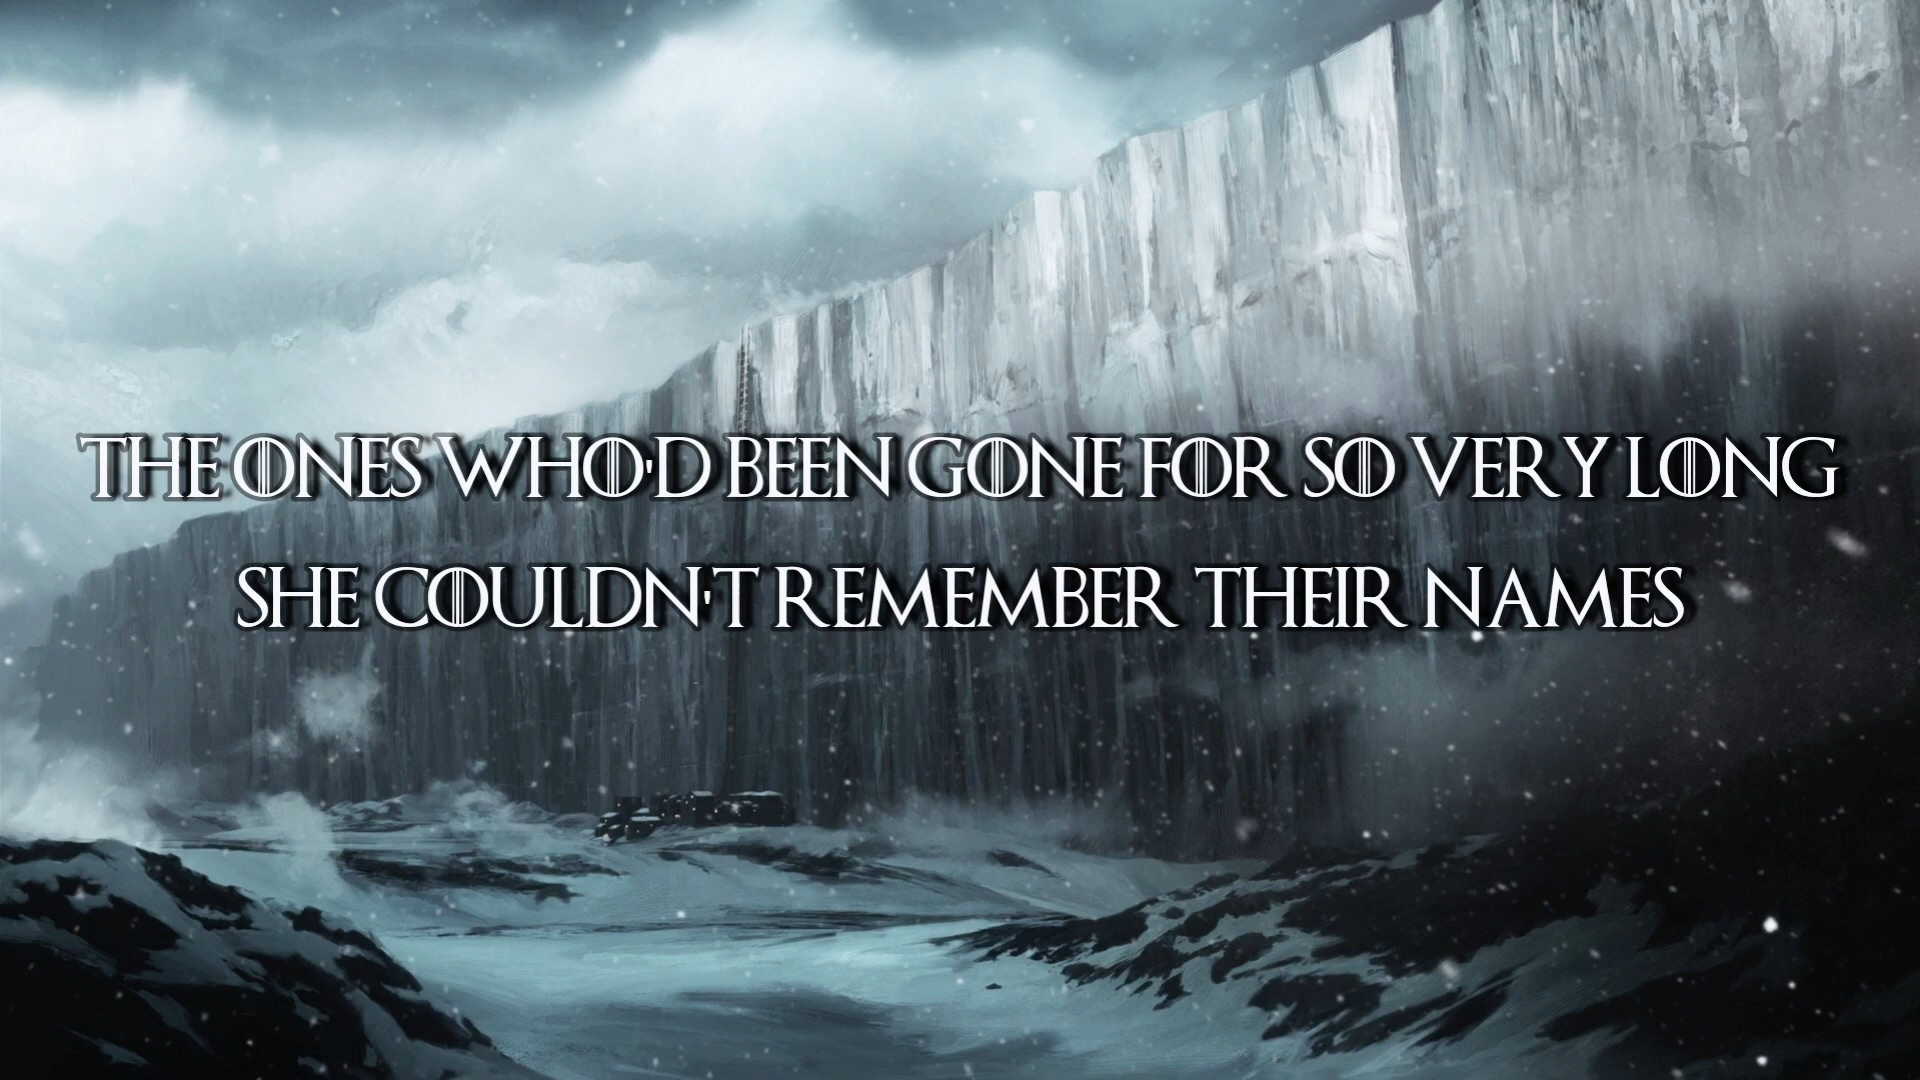 THE ONES WHO'D BEEN GONE FOR SO VERY LONG
SHE COULDN'T REMEMBER THEIR NAMES